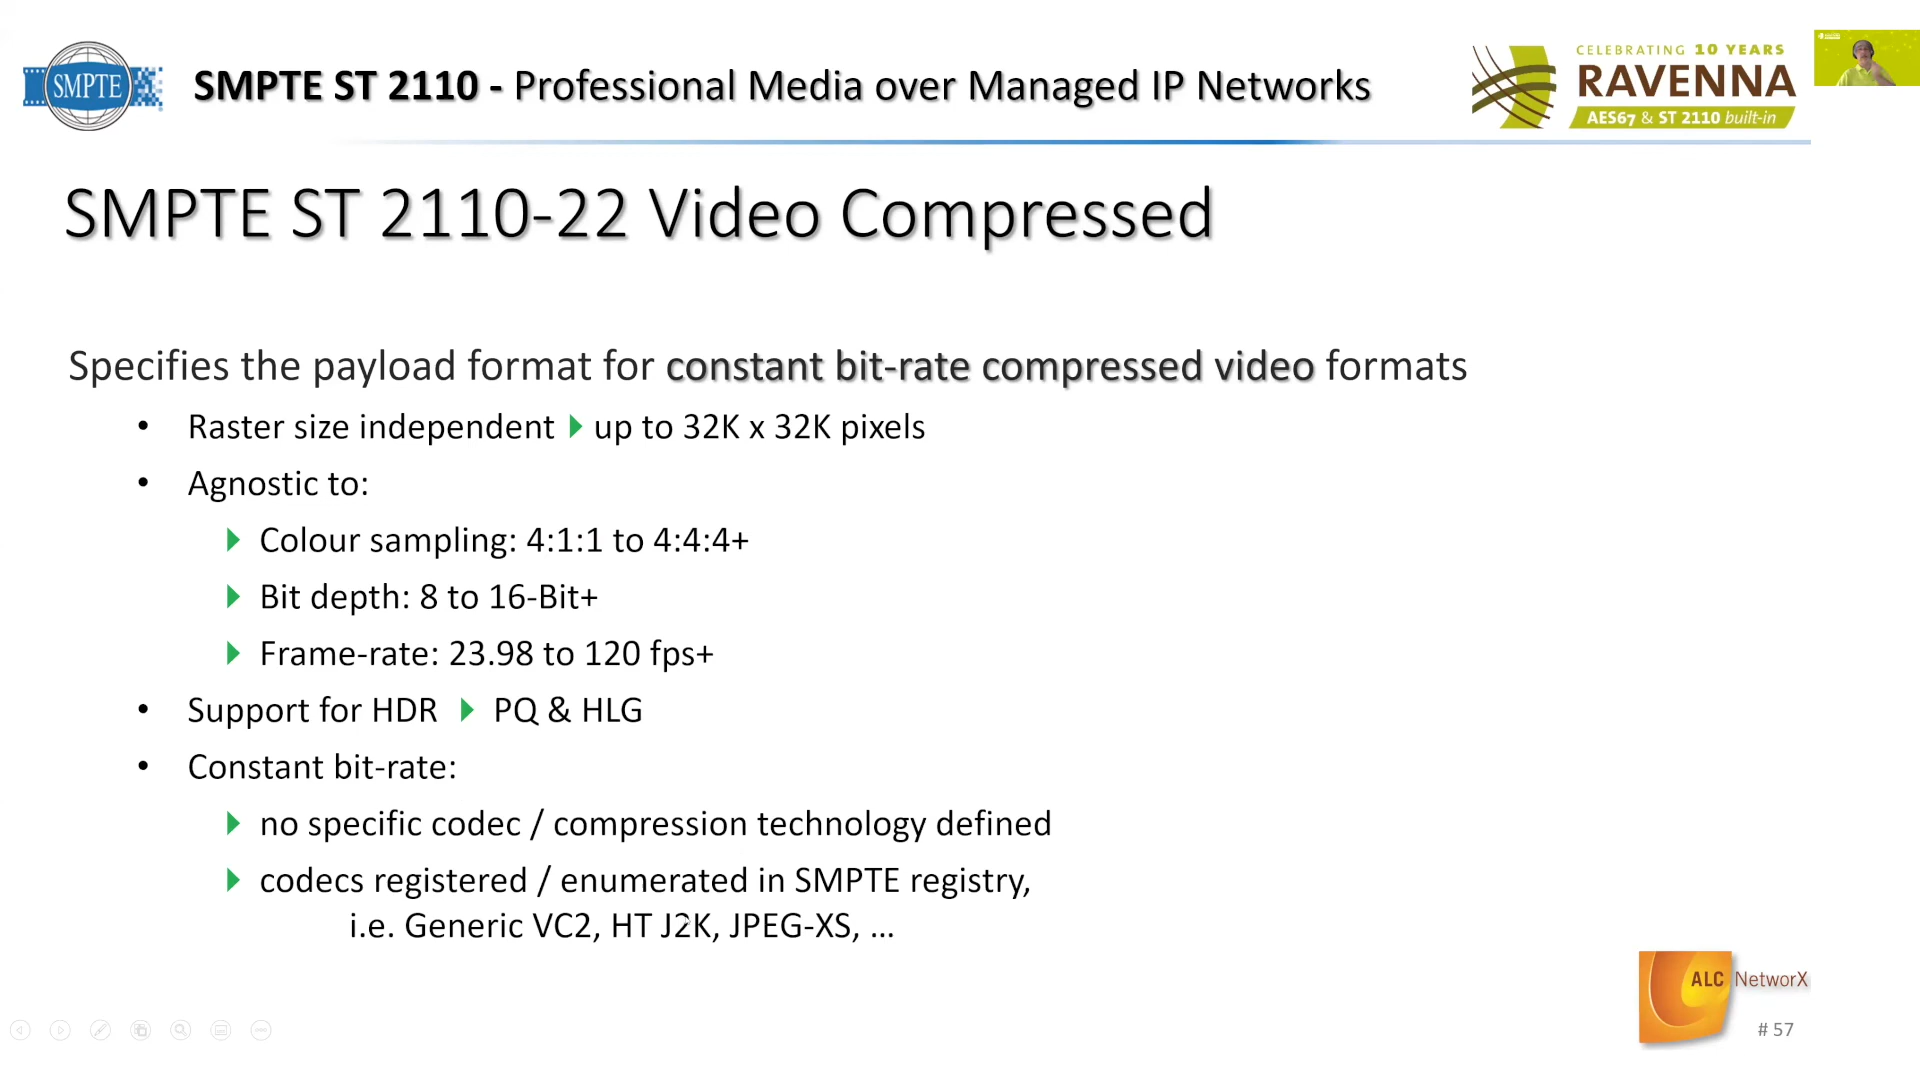 SMPTE
SMPTE ST 2110 - Professional Media over Managed IP Networks
CELEBRATING 10 YEARS
RAVENNA
AES67 & ST 2110 built-in
SMPTE ST 2110-22 Video Compressed
Specifies the payload format for constant bit-rate compressed video formats
• Raster size independent ▶ up to 32K x 32K pixels
• Agnostic to:
▶ Colour sampling: 4:1:1 to 4:4:4+
▶ Bit depth: 8 to 16-Bit+
▶ Frame-rate: 23.98 to 120 fps+
• Support for HDR ▶ PQ & HLG
• Constant bit-rate:
▶ no specific codec / compression technology defined
▶ codecs registered / enumerated in SMPTE registry,
i.e. Generic VC2, HT J2K, JPEG-XS, ...
ALC NetworX
# 57